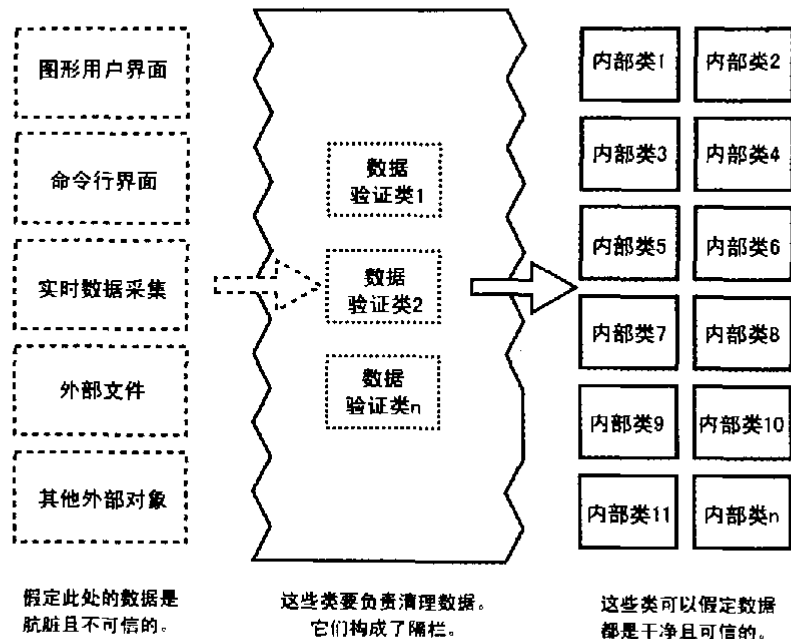 图形用户界面
命令行界面
实时数据采集
外部文件
其他外部对象
假定此处的数据是
肮脏且不可信的。
数据
验证类1
数据
验证类2
数据
验证类n
这些类要负责清理数据。
它们构成了隔栏。
内部类1 内部类2
内部类3 内部类4
内部类5 内部类6
内部类7 内部类8
内部类9 内部类10
内部类11 内部类n
这些类可以假定数据
都是干净且可信的。